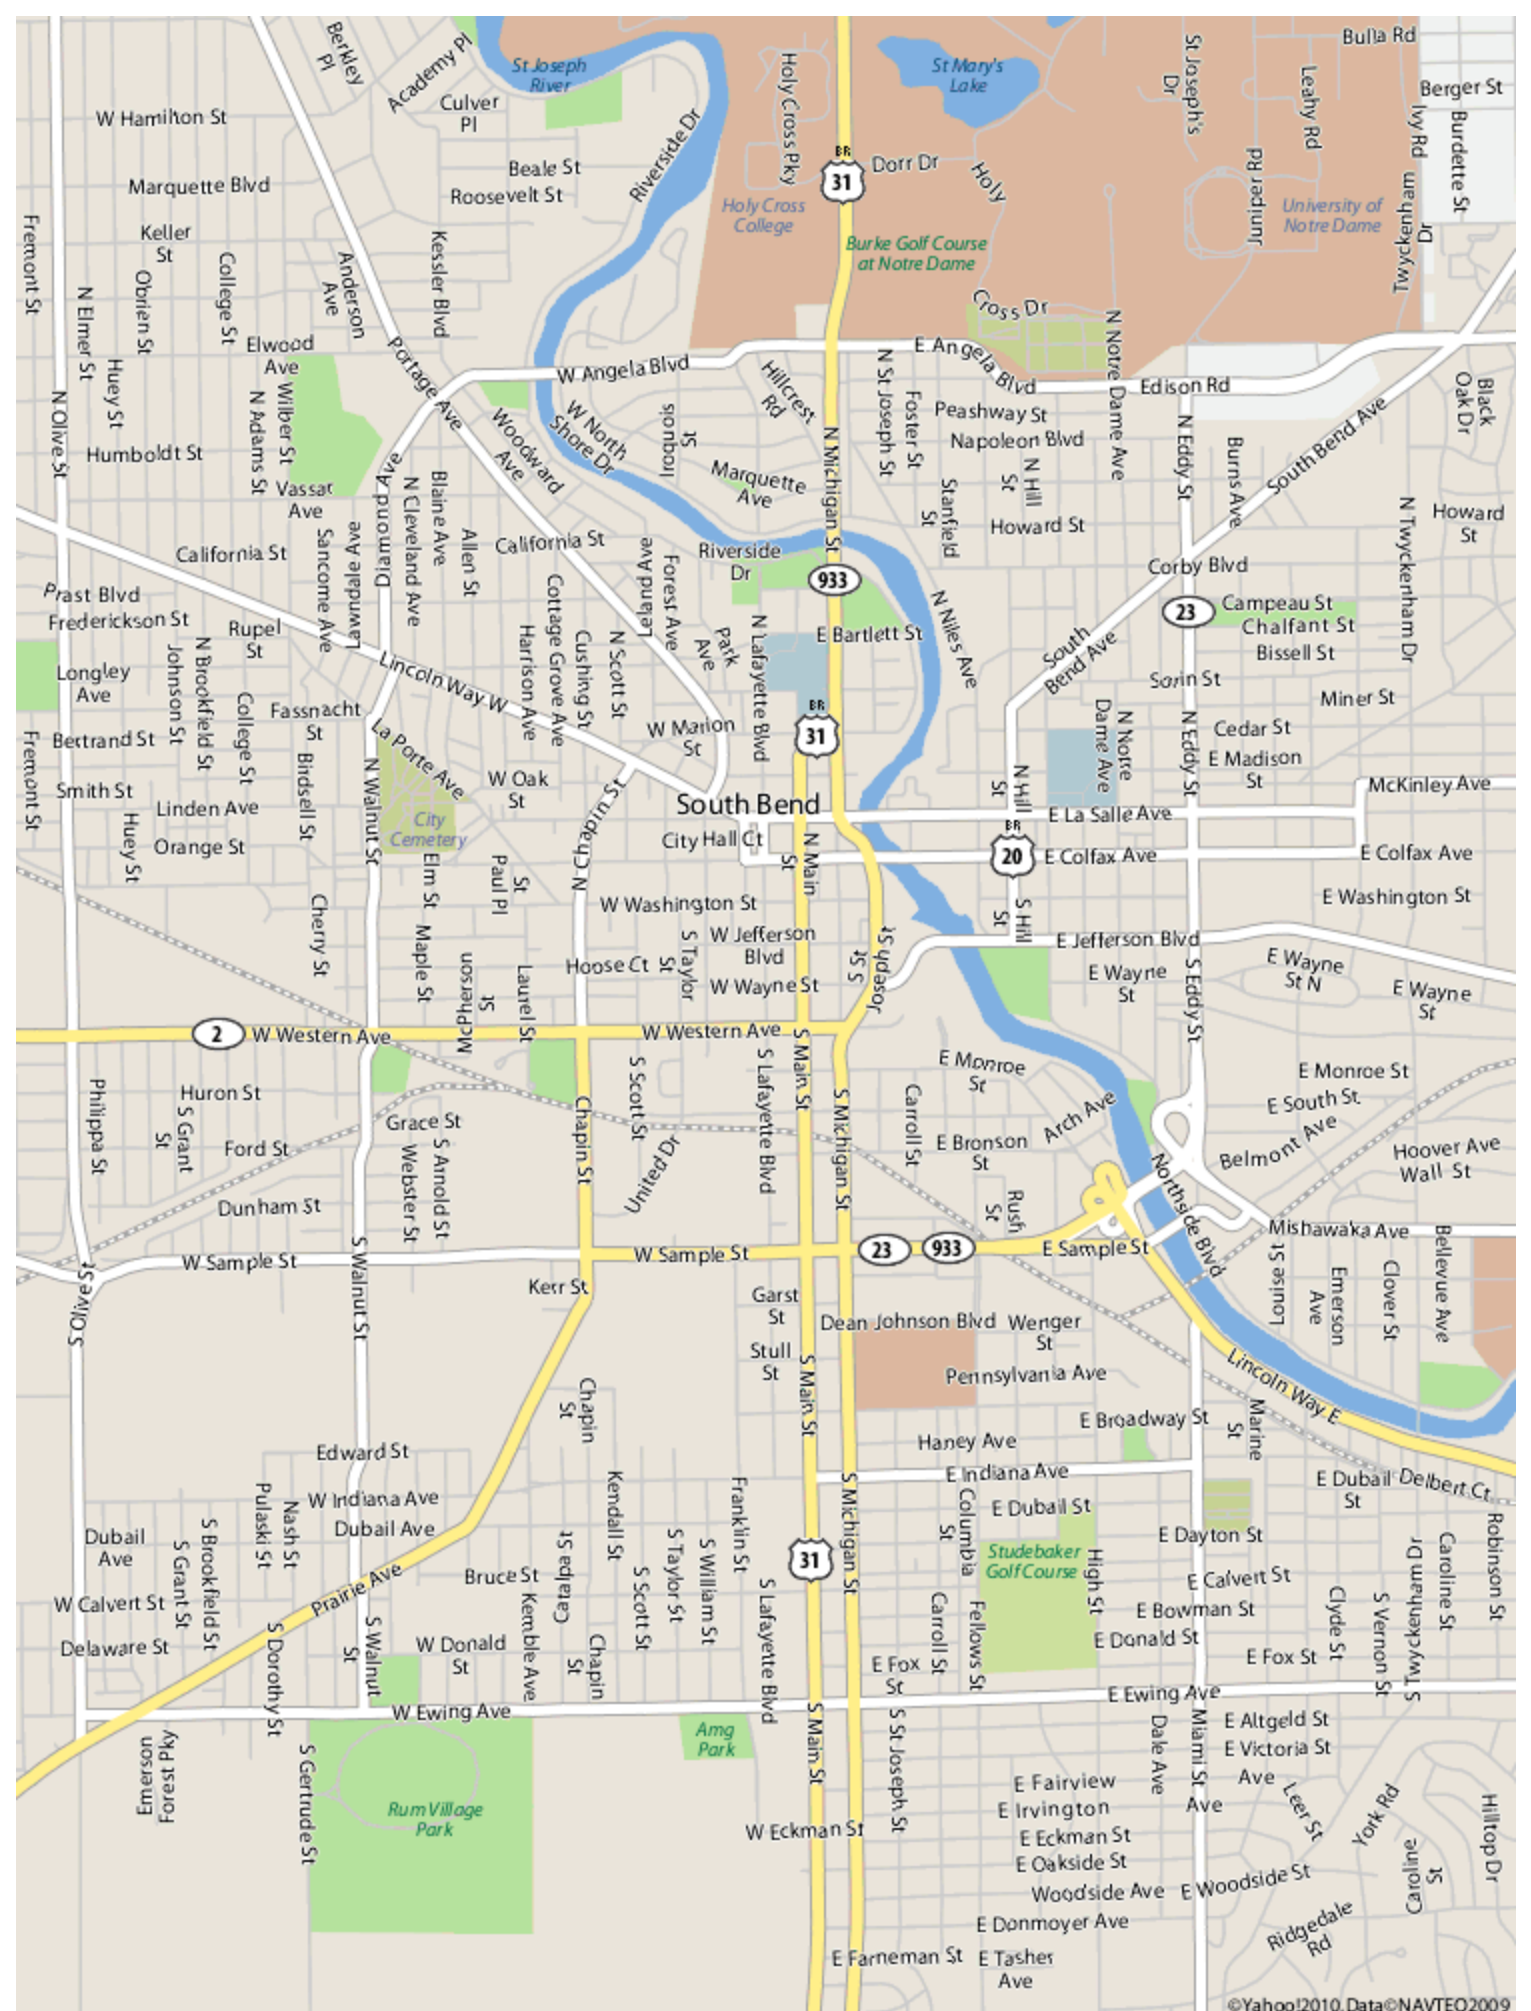 Berkley
Pl
Academy Pl
St Joseph
River
Culver
Pl
W Hamilton St
Beale St
Roosevelt St
Marquette Blvd
Riverside Dr
Holy Cross Pky
St Mary's
Lake
St Joseph's
Dr
Leahy Rd
Bulla Rd
Berger St
Ivy Rd
Burdette St
BR
31
Dorr Dr
Holy
Juniper Rd
Holy Cross
College
Burke Golf Course
at Notre Dame
University of
Notre Dame
Twyckenham
Dr
Fremont St
Keller
St
N Elmer St
Obrien St
College St
Anderson
Ave
Kessler Blvd
Cross Dr
Elwood
Ave
Huey St
Portage Ave
W Angela Blvd
E Angela Blvd
Edison Rd
N Notre Dame Ave
N Olive St
N Adams St
Wilber St
Humboldt St
Vassar
Ave
Woodward
Ave
W North
Shore Dr
Iroquois
St
Hillcrest
Rd
Marquette
Ave
N Michigan St
N St Joseph St
Foster St
Peashway St
Napoleon Blvd
N Hill
St
Stanfield
St
Howard St
N Eddy St
Burns Ave
South Bend Ave
Black
Oak Dr
Howard
St
N Twyckenham Dr
Diamond Ave
N Cleveland Ave
Blaine Ave
Allen St
California St
California St
Sancome Ave
Lawndale Ave
Leland Ave
Forest Ave
Riverside
Dr
933
Corby Blvd
23
Campeau St
Chalfant St
Bissell St
Prast Blvd
Frederickson St
Rupel
St
Cottage Grove Ave
Harrison Ave
Cushing St
N Scott St
Park
Ave
N Lafayette Blvd
E Bartlett St
N Niles Ave
South
Bend Ave
Sorin St
Miner St
Longley
Ave
Johnson St
N Brookfield St
College St
Fassnacht
St
Lincoln Way W
La Porte Ave
W Marion
St
BR
31
N Notre
Dame Ave
N Eddy St
Cedar St
E Madison
St
Bertrand St
Fremont St
Smith St
Linden Ave
Birdsell St
N Walnut St
City
Cemetery
W Oak
St
N Chapin St
South Bend
City Hall Ct
N Main
St
N Hill
St
E La Salle Ave
McKinley Ave
Huey St
Orange St
BR
20
E Colfax Ave
E Colfax Ave
Elm St
Paul Pl
St
W Washington St
E Washington St
Cherry St
Maple St
McPherson
St
Laurel St
Hoose Ct
S Taylor
St
W Jefferson
Blvd
W Wayne St
S
St
Joseph St
S Hill
St
E Jefferson Blvd
E Wayne
St
S Eddy St
E Wayne
St N
E Wayne
St
2
W Western Ave
W Western Ave
S Main St
E Monroe
St
E Monroe St
Philippa St
Huron St
S Grant
St
Ford St
Grace St
Webster St
S Arnold St
Chapin St
S Scott St
United Dr
S Lafayette Blvd
S Michigan St
Carroll St
E Bronson
St
Arch Ave
E South St
Belmont Ave
Hoover Ave
Wall St
Dunham St
Rush
St
Northside Blvd
Mishawaka Ave
W Sample St
W Sample St
23
933
E Sample St
S Olive St
S Walnut St
Kerr St
Garst
St
Stull
St
Dean Johnson Blvd
Wenger
St
Louise St
Emerson
Ave
Clover St
Bellevue Ave
Pennsylvania Ave
Lincoln Way E
Chapin
St
S Main St
E Broadway St
Marine
St
Edward St
Haney Ave
E Indiana Ave
Pulaski St
Nash St
W Indiana Ave
Dubail Ave
Kendall St
Franklin St
S Michigan St
Columbia
St
E Dubail St
E Dubail
St
Delbert Ct
Dubail
Ave
S Grant St
S Brookfield St
Prairie Ave
Bruce St
Carlisle St
S Scott St
S Taylor St
S William St
31
Studebaker
Golf Course
High St
E Dayton St
E Calvert St
E Bowman St
E Donald St
Clyde St
S Vernon St
S Twyckenham Dr
Caroline St
Robinson St
W Calvert St
Delaware St
S Dorothy St
S Walnut
St
W Donald
St
Kemble Ave
Chapin
St
S Lafayette Blvd
Carroll St
Fellows St
E Fox
St
E Fox St
W Ewing Ave
E Ewing Ave
Emerson
Forest Pky
S Gertrude St
Rum Village
Park
Amg
Park
S Main St
S St Joseph St
Dale Ave
Miami St
E Altgeld St
E Victoria St
Ave
E Fairview
Ave
E Irvington
E Eckman St
E Oakside St
Woodside Ave
E Woodside St
Leer St
York Rd
Caroline
St
Hilltop Dr
W Eckman St
E Donmoyer Ave
Ridgedale
Rd
E Farneman St
E Tasher
Ave
©Yahoo!2010,Data©NAVTEQ2009